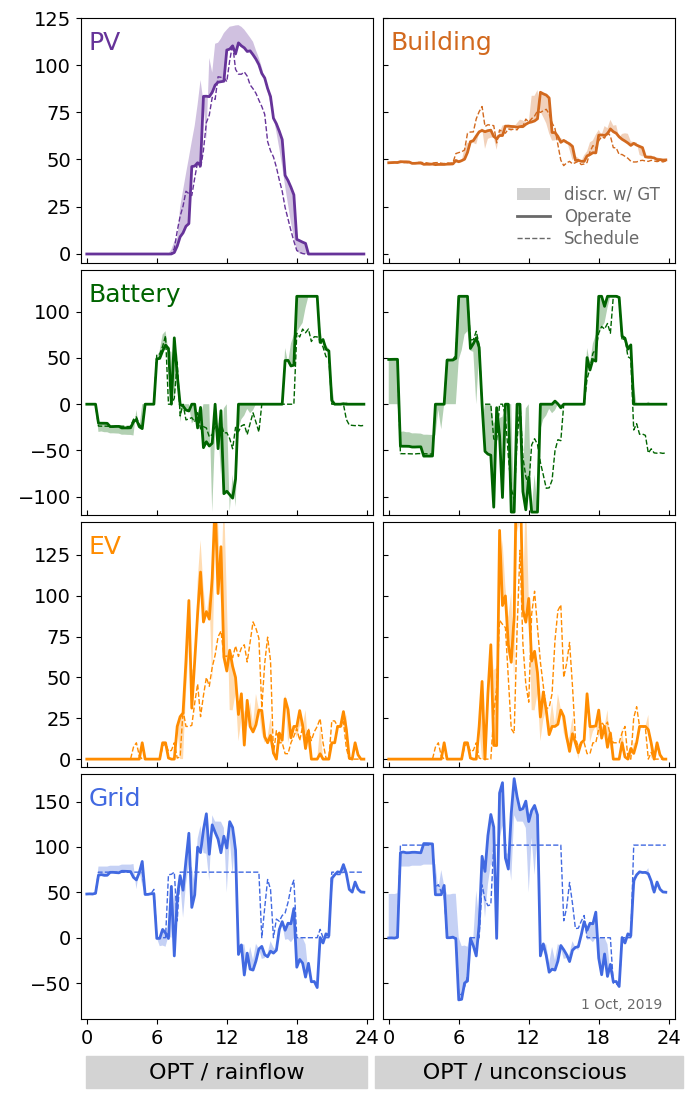 125
100
75
50
25
0
PV
Building
discr. w/ GT
Operate
Schedule
100
50
0
−50
−100
Battery
125
100
75
50
25
0
EV
150
100
50
0
−50
Grid
1 Oct, 2019
0 6 12 18 24 0 6 12 18 24
OPT / rainflow
OPT / unconscious